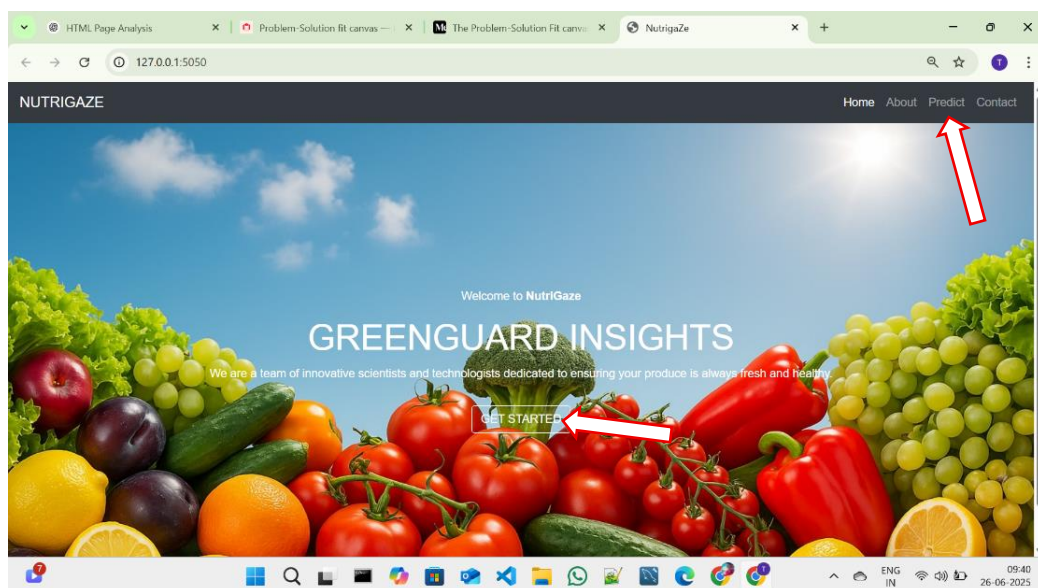 HTML Page Analysis
Problem-Solution fit canvas —
The Problem-Solution Fit canva
NutrigaZe
127.0.0.1:5050
T
NUTRIGAZE
Home About Predict Contact
Welcome to NutriGaze
GREENGUARD INSIGHTS
We are a team of innovative scientists and technologists dedicated to ensuring your produce is always fresh and healthy.
GET STARTED
7
ENG
IN
09:40
26-06-2025